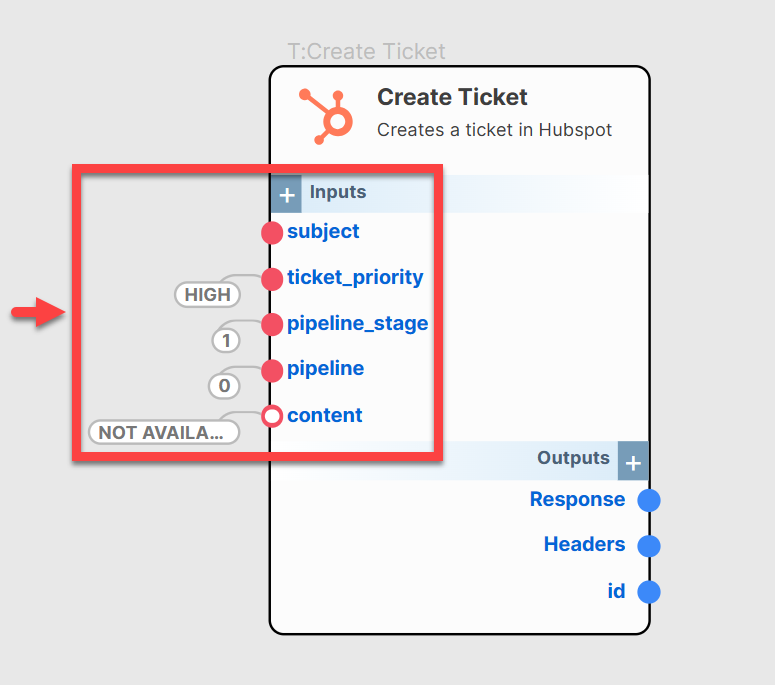 T:Create Ticket
Create Ticket
Creates a ticket in Hubspot
+ Inputs
subject
ticket_priority
HIGH
pipeline_stage
1
pipeline
0
content
NOT AVAILA...
Outputs +
Response
Headers
id